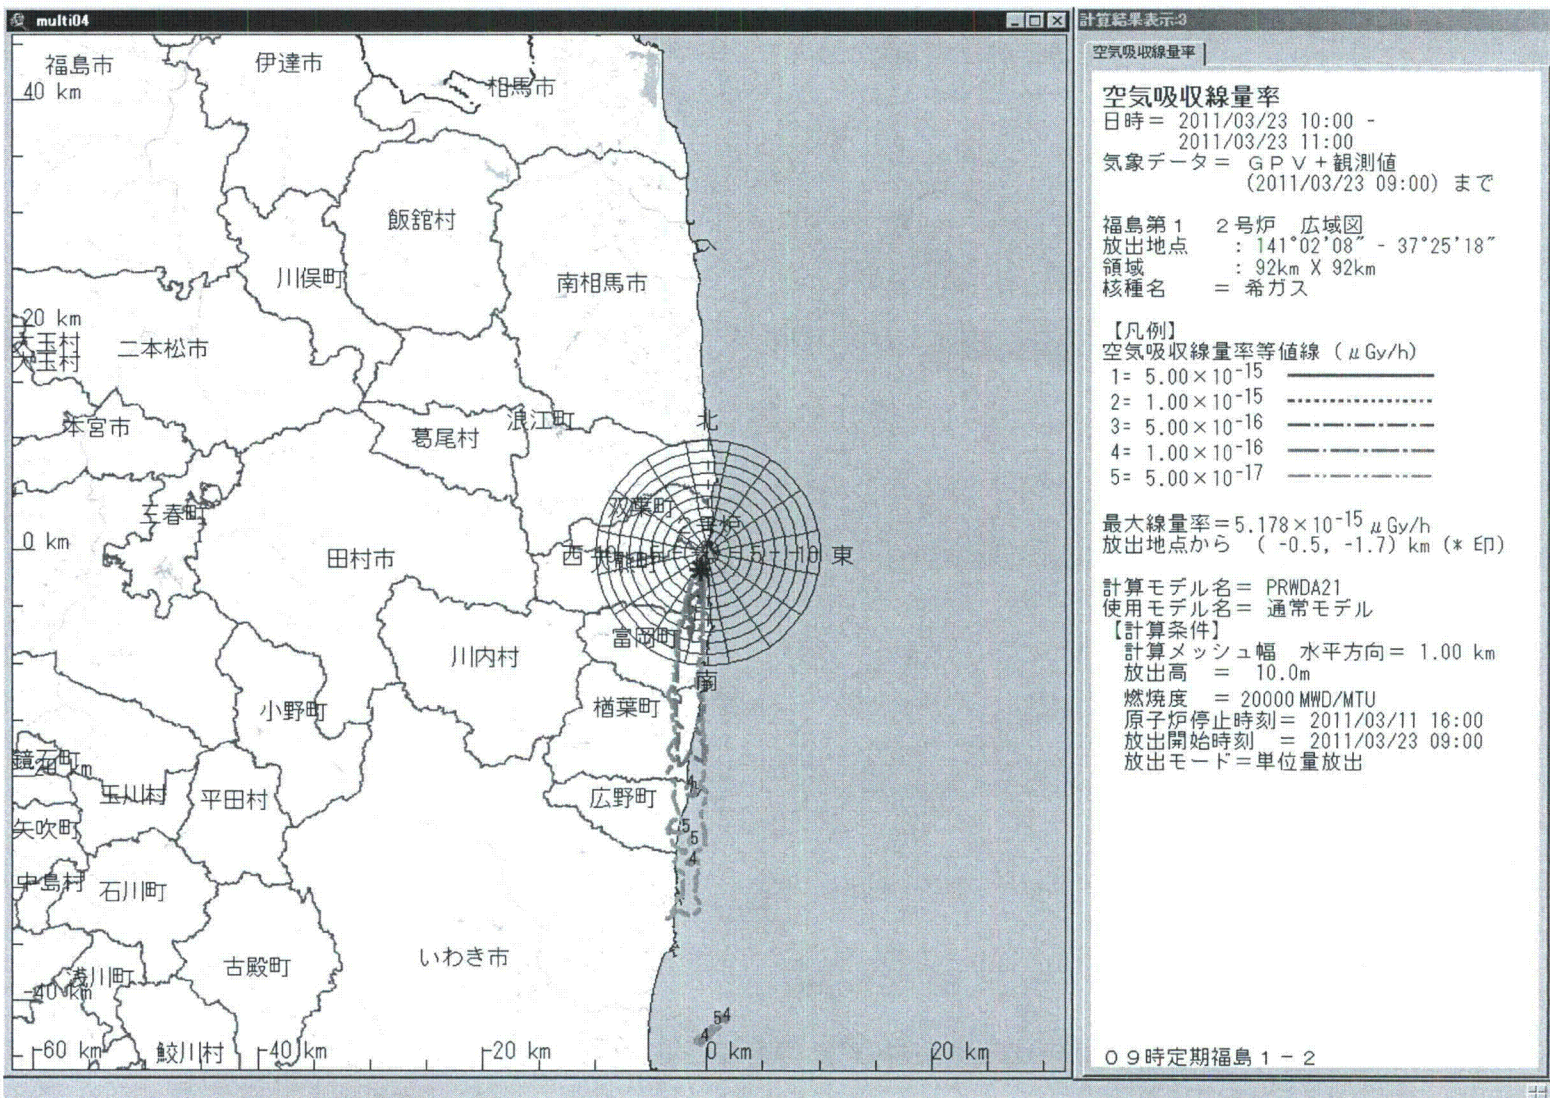 multi04
福島市
伊達市
相馬市
40 km
飯舘村
川俣町
南相馬市
20 km
大玉村
大玉村
二本松市
本宮市
葛尾村
浪江町
北
三春町
双葉町
0 km
田村市
西
大熊町
5
10
東
富岡町
川内村
南
小野町
楢葉町
鏡石町
-20 km
玉川村
平田村
広野町
4
矢吹町
5
5
4
中島村
石川町
いわき市
古殿町
浅川町
-40 km
54
4
鮫川村
-60 km
-40 km
-20 km
0 km
20 km
計算結果表示:3
空気吸収線量率
空気吸収線量率
日時= 2011/03/23 10:00 -
2011/03/23 11:00
気象データ= GPV+観測値
(2011/03/23 09:00) まで
福島第1 2号炉 広域図
放出地点 : 141°02'08" - 37°25'18"
領域 : 92km X 92km
核種名 = 希ガス
【凡例】
空気吸収線量率等値線 (μGy/h)
1= 5.00×10-15
2= 1.00×10-15
3= 5.00×10-16
4= 1.00×10-16
5= 5.00×10-17
最大線量率=5.178×10-15 μGy/h
放出地点から ( -0.5, -1.7) km (* 印)
計算モデル名= PRWDA21
使用モデル名= 通常モデル
【計算条件】
計算メッシュ幅 水平方向= 1.00 km
放出高 = 10.0m
燃焼度 = 20000 MWD/MTU
原子炉停止時刻= 2011/03/11 16:00
放出開始時刻 = 2011/03/23 09:00
放出モード=単位量放出
09時定期福島1-2